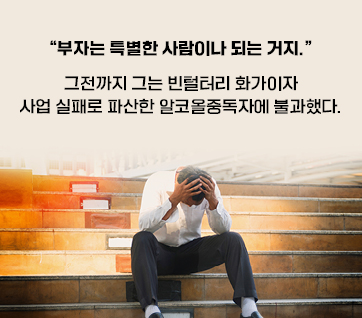 “부자는 특별한 사람이나 되는 거지.”
그전까지 그는 빈털터리 화가이자
사업 실패로 파산한 알코올중독자에 불과했다.